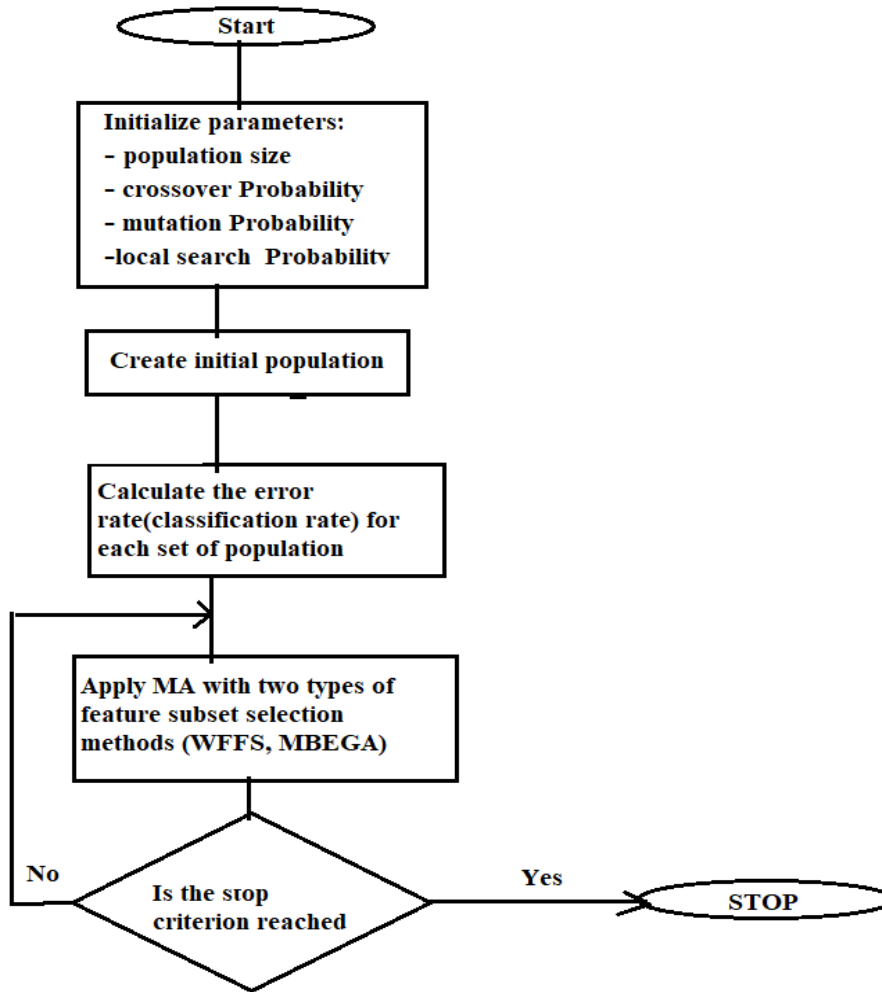 Start
Initialize parameters:
- population size
- crossover Probability
- mutation Probability
-local search Probability
Create initial population
Calculate the error
rate(classification rate) for
each set of population
Apply MA with two types of
feature subset selection
methods (WFFS, MBEGA)
No
Is the stop
criterion reached
Yes
STOP